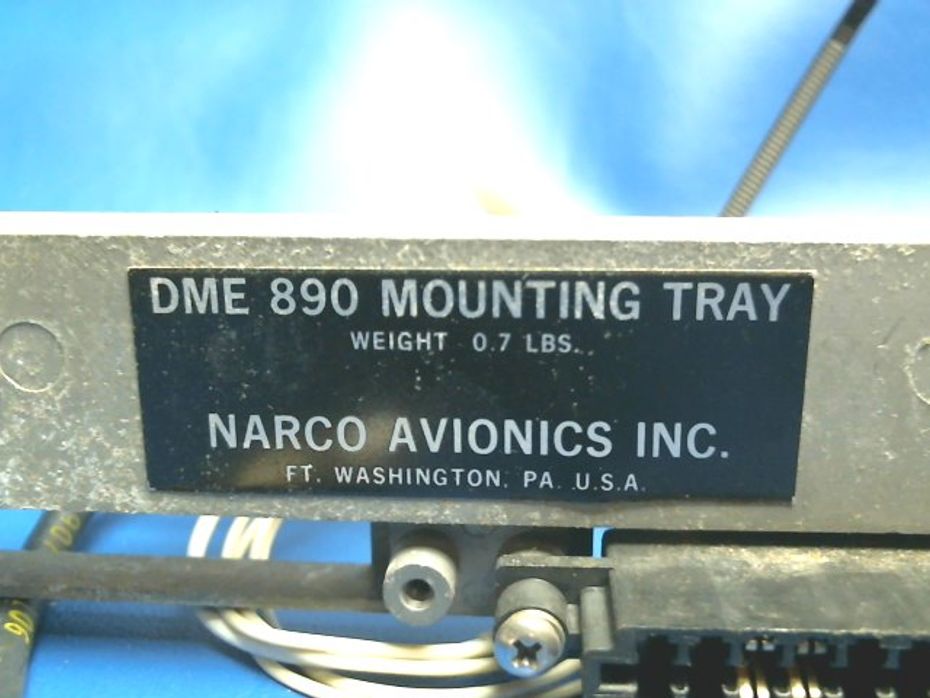 DME 890 MOUNTING TRAY
WEIGHT 0.7 LBS.
NARCO AVIONICS INC.
FT. WASHINGTON, PA. U.S.A.